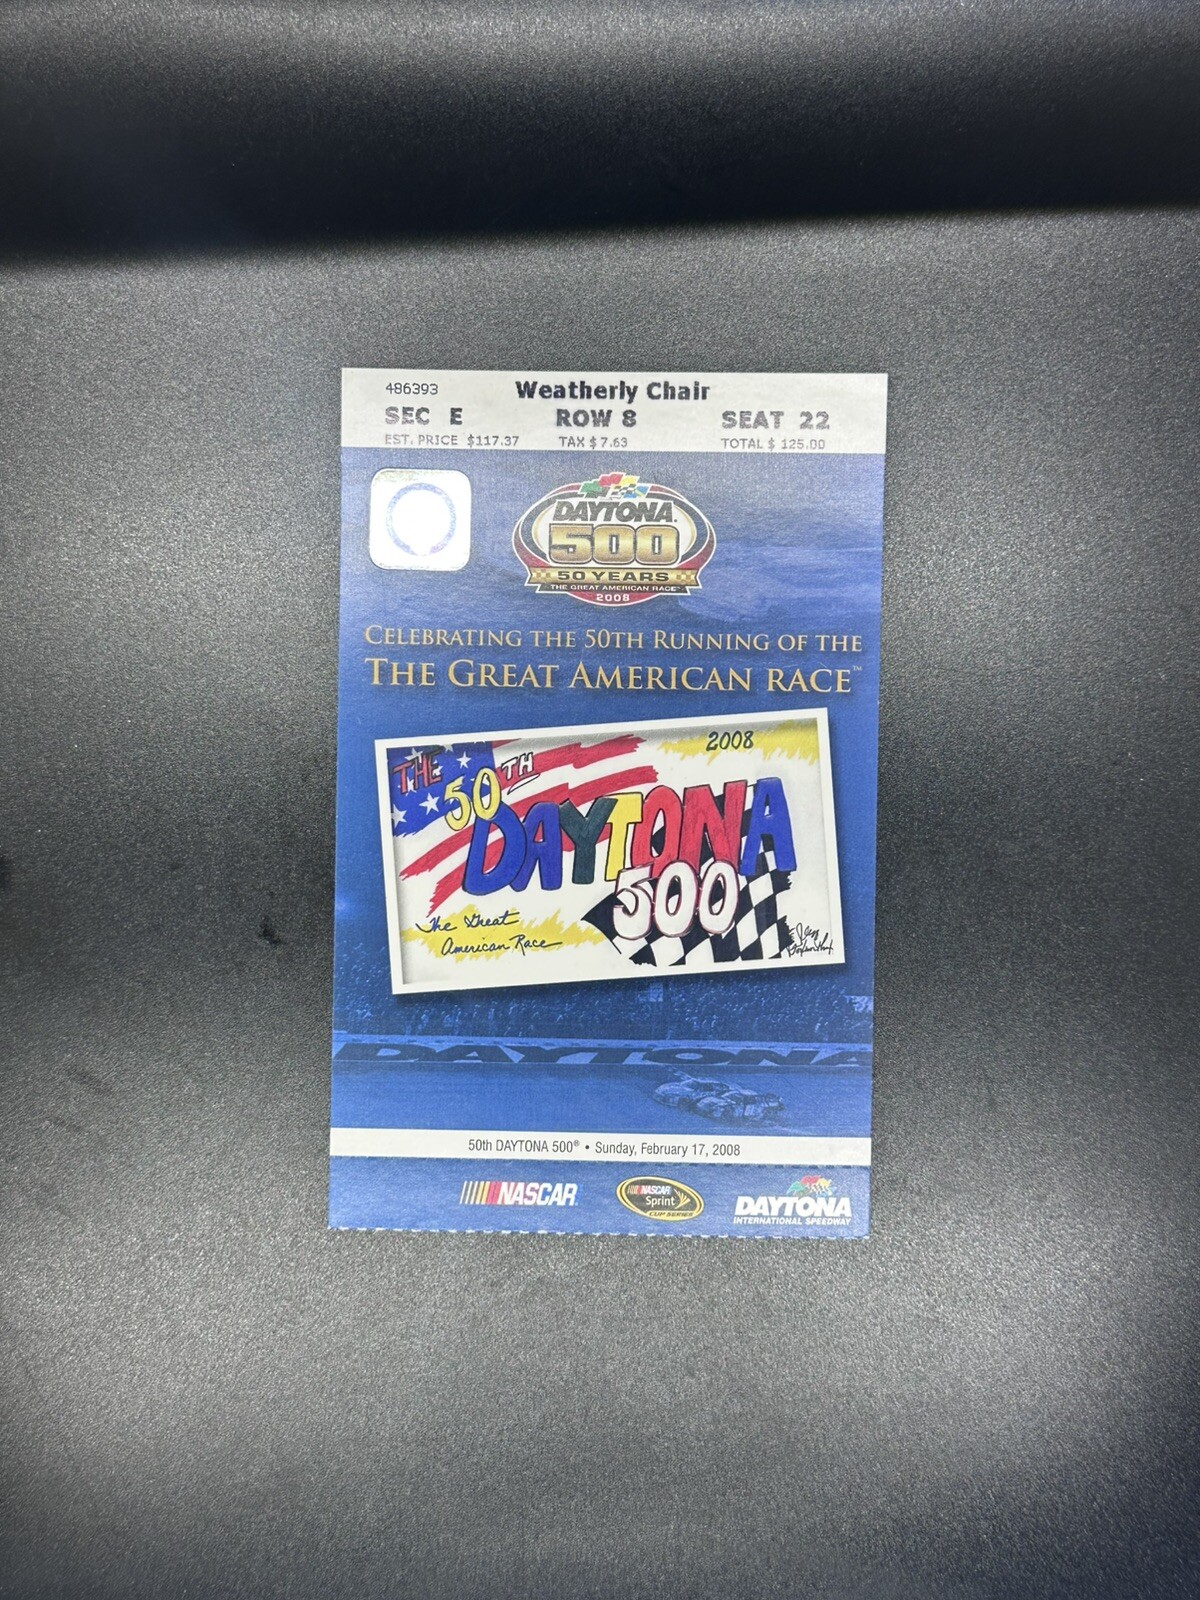 486393 Weatherly Chair
SEC E ROW 8 SEAT 22
EST. PRICE $117.37 TAX $ 7.63 TOTAL $ 125.00
DAYTONA
500
50 YEARS
THE GREAT AMERICAN RACE™
2008
CELEBRATING THE 50TH RUNNING OF THE
THE GREAT AMERICAN RACE™
2008
THE
50TH
DAYTONA
500
The Great
American Race
DAYTONA
50th DAYTONA 500® • Sunday, February 17, 2008
NASCAR
NASCAR
Sprint
CUP SERIES
DAYTONA
INTERNATIONAL SPEEDWAY